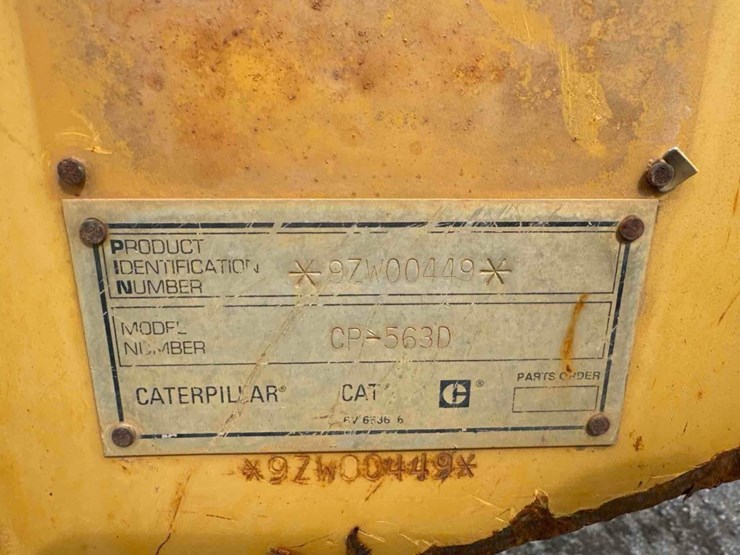 PRODUCT
IDENTIFICATION
NUMBER
*9ZW00449*
MODEL
NUMBER
CP-563D
CATERPILLAR®
CAT®
C®
PARTS ORDER
*9ZW00449*